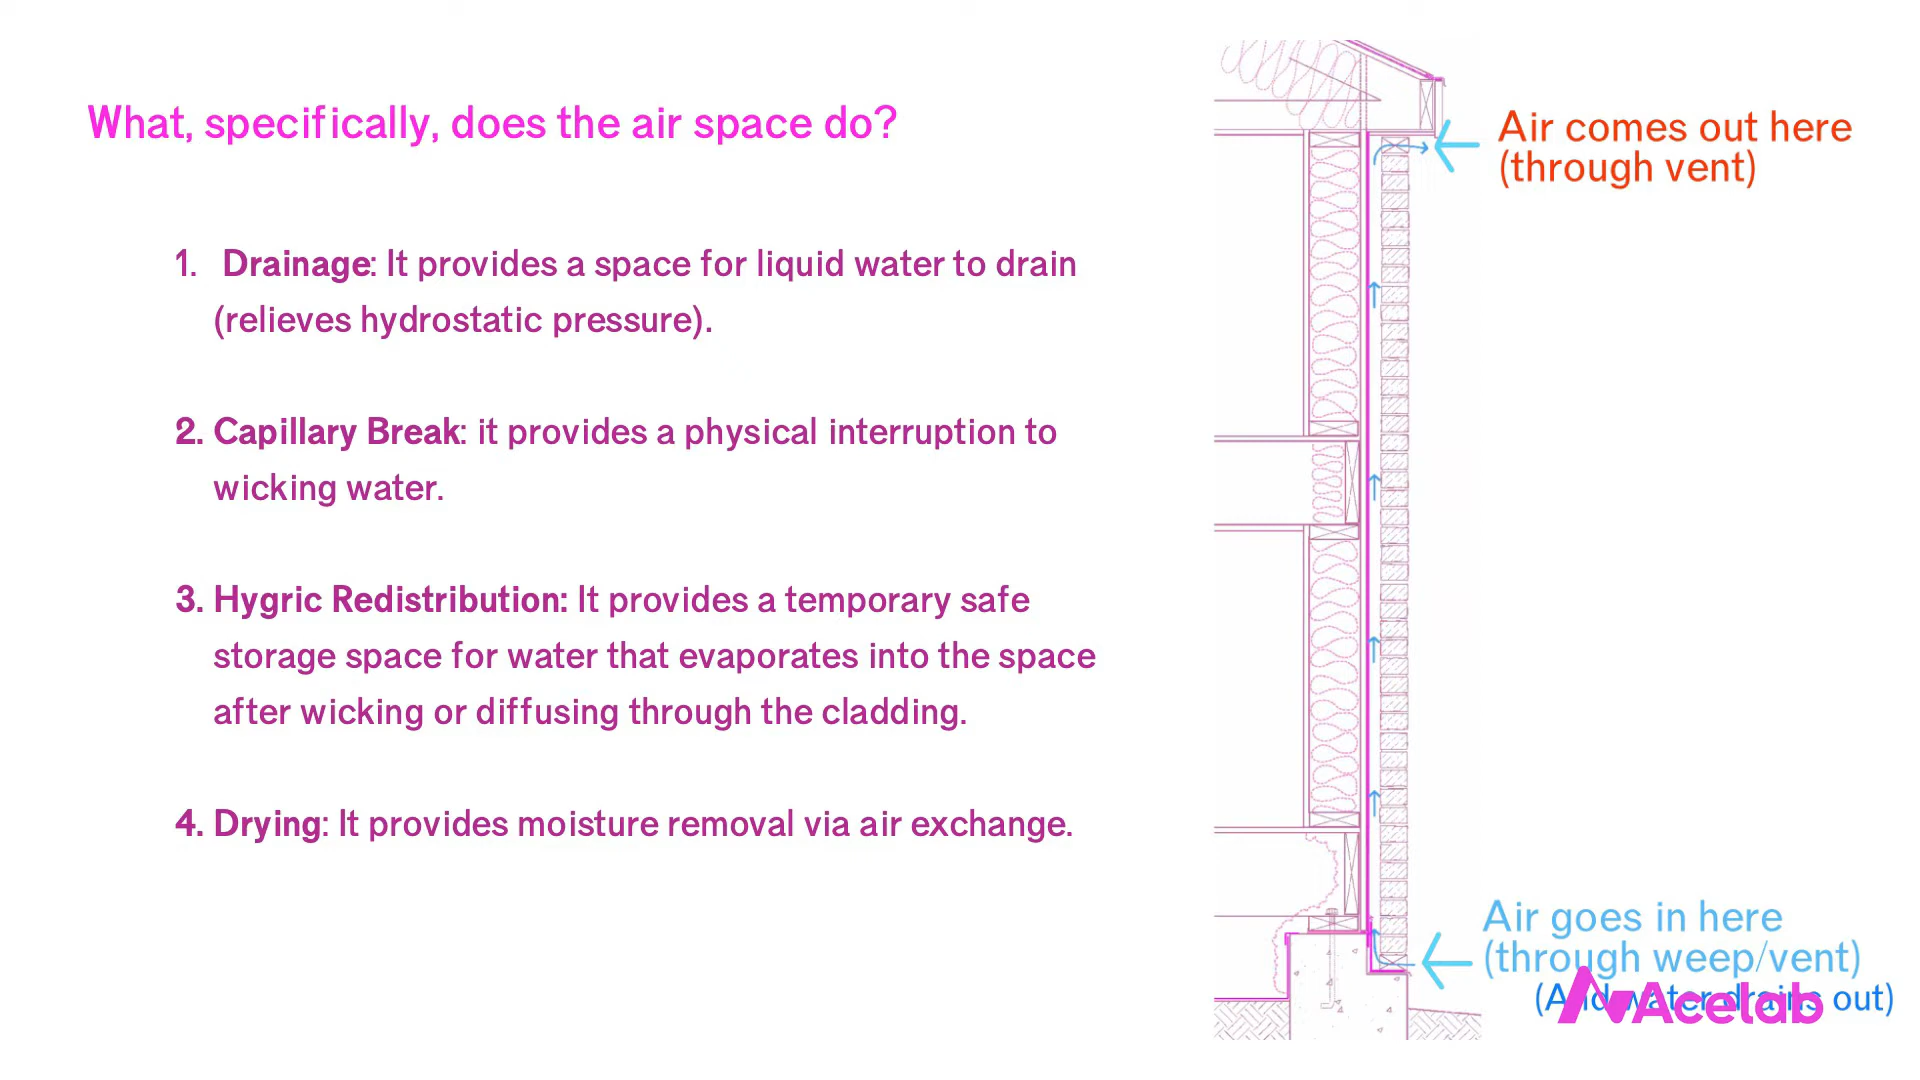 What, specifically, does the air space do?
1. Drainage: It provides a space for liquid water to drain
(relieves hydrostatic pressure).
2. Capillary Break: it provides a physical interruption to
wicking water.
3. Hygric Redistribution: It provides a temporary safe
storage space for water that evaporates into the space
after wicking or diffusing through the cladding.
4. Drying: It provides moisture removal via air exchange.
Air comes out here
(through vent)
Air goes in here
(through weep/vent)
(And water drains out)
Acelab